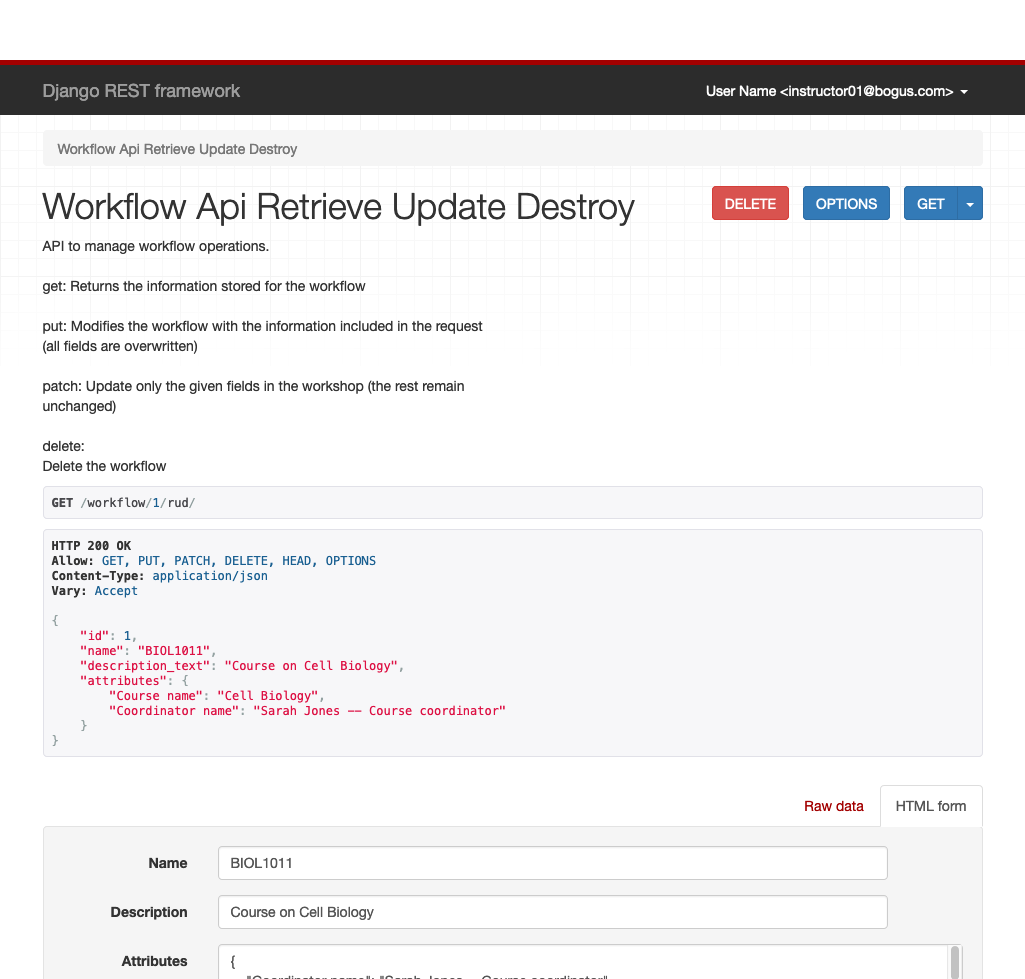 Django REST framework
User Name <instructor01@bogus.com>
Workflow Api Retrieve Update Destroy
Workflow Api Retrieve Update Destroy
DELETE
OPTIONS
GET
API to manage workflow operations.
get: Returns the information stored for the workflow
put: Modifies the workflow with the information included in the request
(all fields are overwritten)
patch: Update only the given fields in the workshop (the rest remain
unchanged)
delete:
Delete the workflow
GET /workflow/1/rud/
HTTP 200 OK
Allow: GET, PUT, PATCH, DELETE, HEAD, OPTIONS
Content-Type: application/json
Vary: Accept
{
    "id": 1,
    "name": "BIOL1011",
    "description_text": "Course on Cell Biology",
    "attributes": {
        "Course name": "Cell Biology",
        "Coordinator name": "Sarah Jones -- Course coordinator"
    }
}
Raw data
HTML form
Name
BIOL1011
Description
Course on Cell Biology
Attributes
{
"Coordinator name": "Sarah Jones -- Course coordinator"